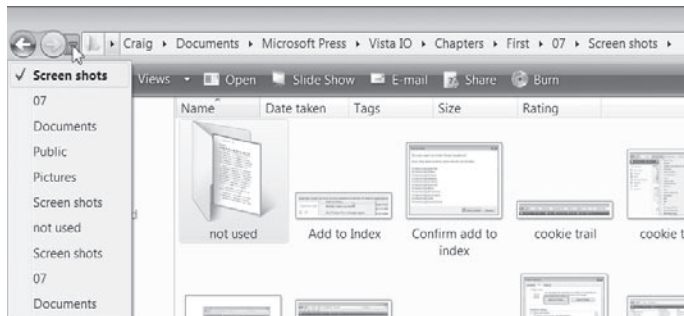 Craig Documents Microsoft Press Vista IO Chapters First 07 Screen shots
Screen shots
Views Open Slide Show E-mail Share Burn
07
Documents
Public
Pictures
Screen shots
not used
Screen shots
07
Documents
Name Date taken Tags Size Rating
not used Add to Index Confirm add to index cookie trail cookie t